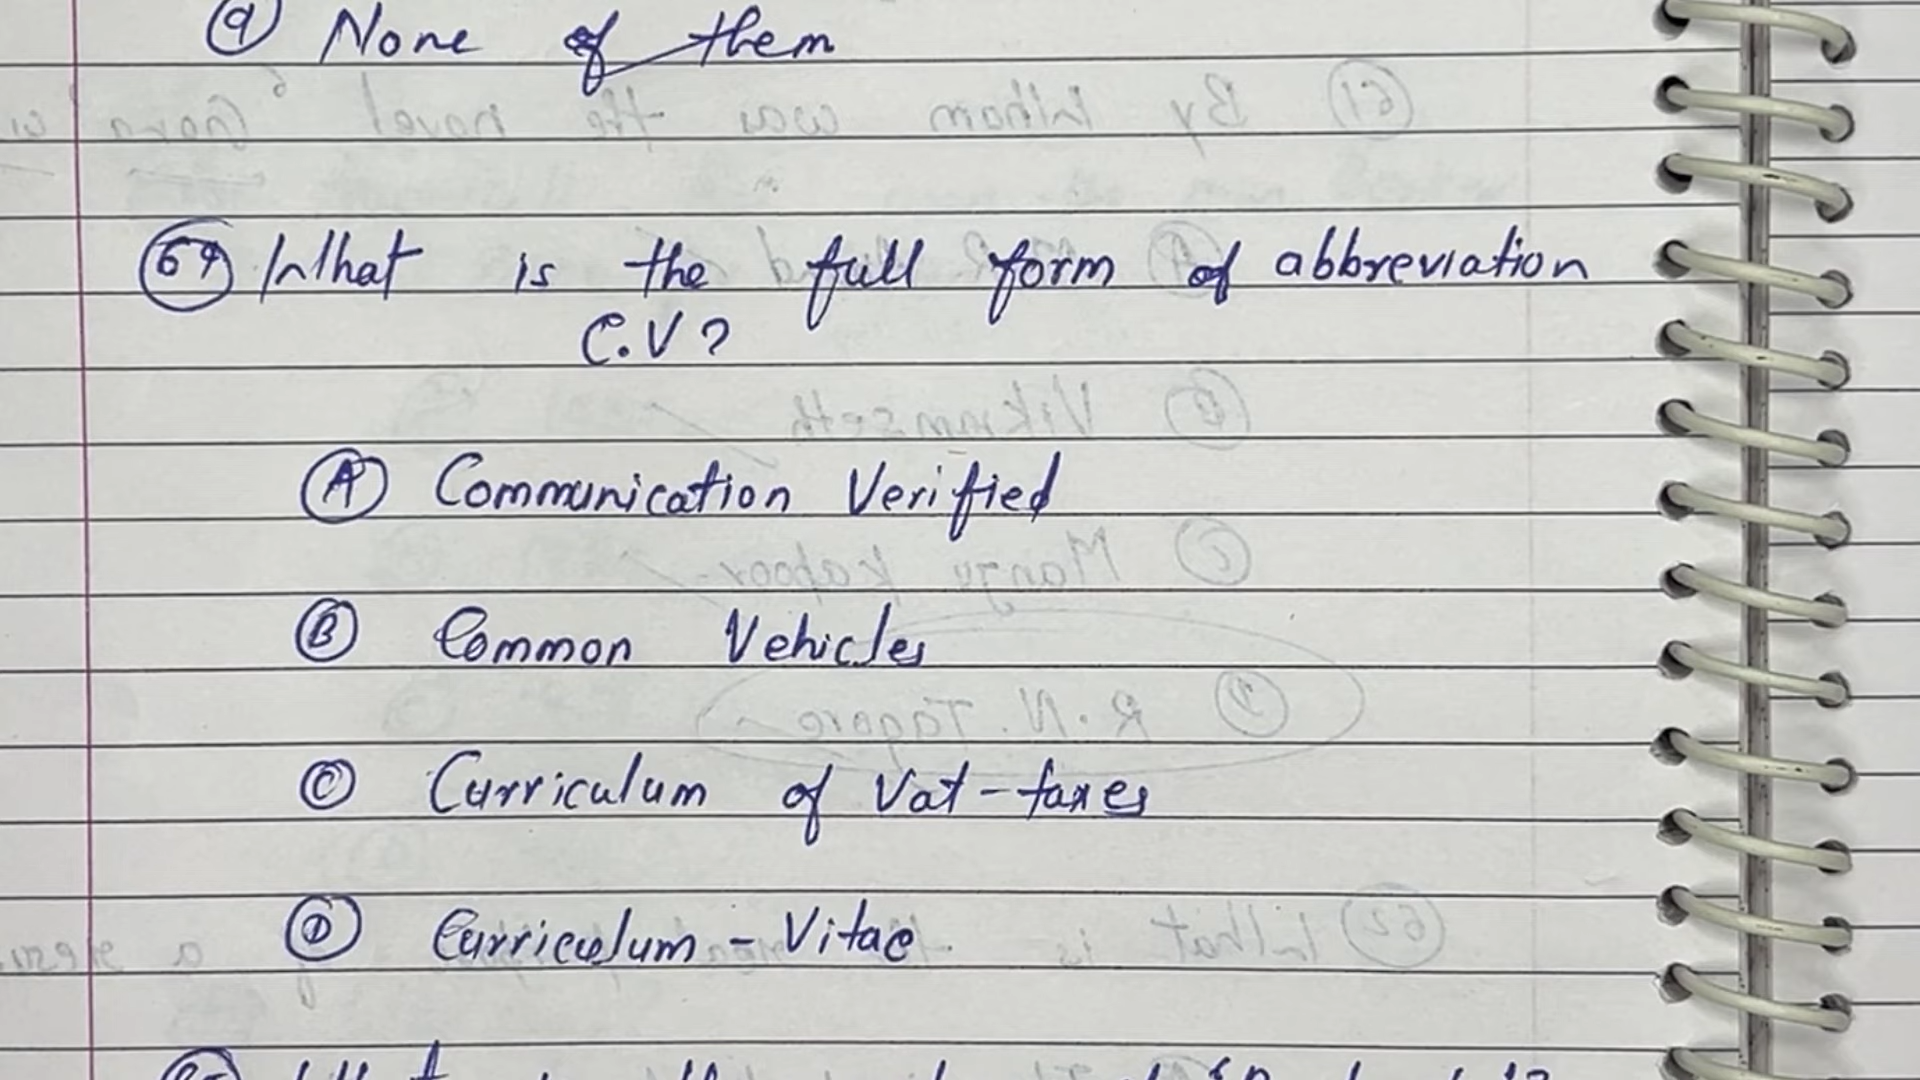 (d) None of them
(64) What is the full form of abbreviation
C.V?
(A) Communication Verified
(B) Common Vehicles
(C) Curriculum of Vat-taxes
(D) Curriculum - Vitae.